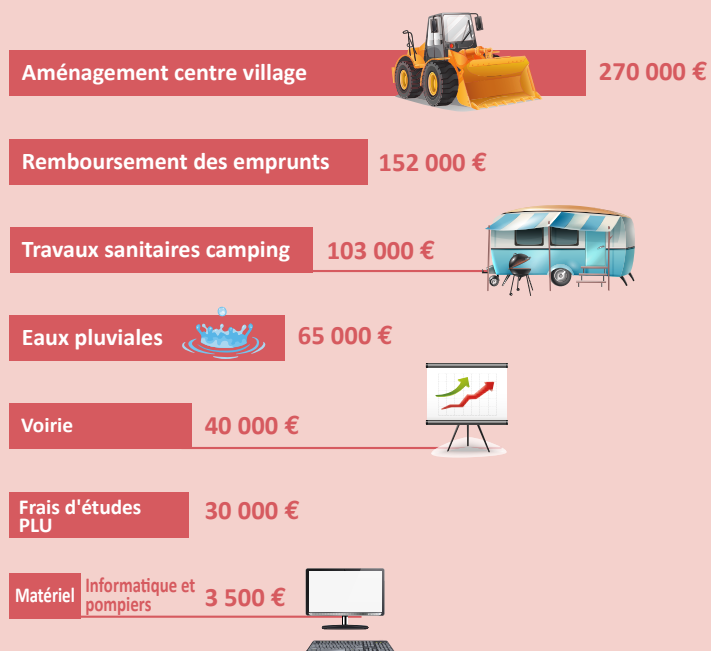 Aménagement centre village 270 000 €
Remboursement des emprunts 152 000 €
Travaux sanitaires camping 103 000 €
Eaux pluviales 65 000 €
Voirie 40 000 €
Frais d'études
PLU
30 000 €
Matériel
Informatique et
pompiers
3 500 €